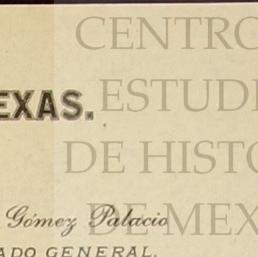 CENTRO
EXAS. ESTUDI
DE HISTO
Gómez Palacio
DE MEX
ADO GENERAL.